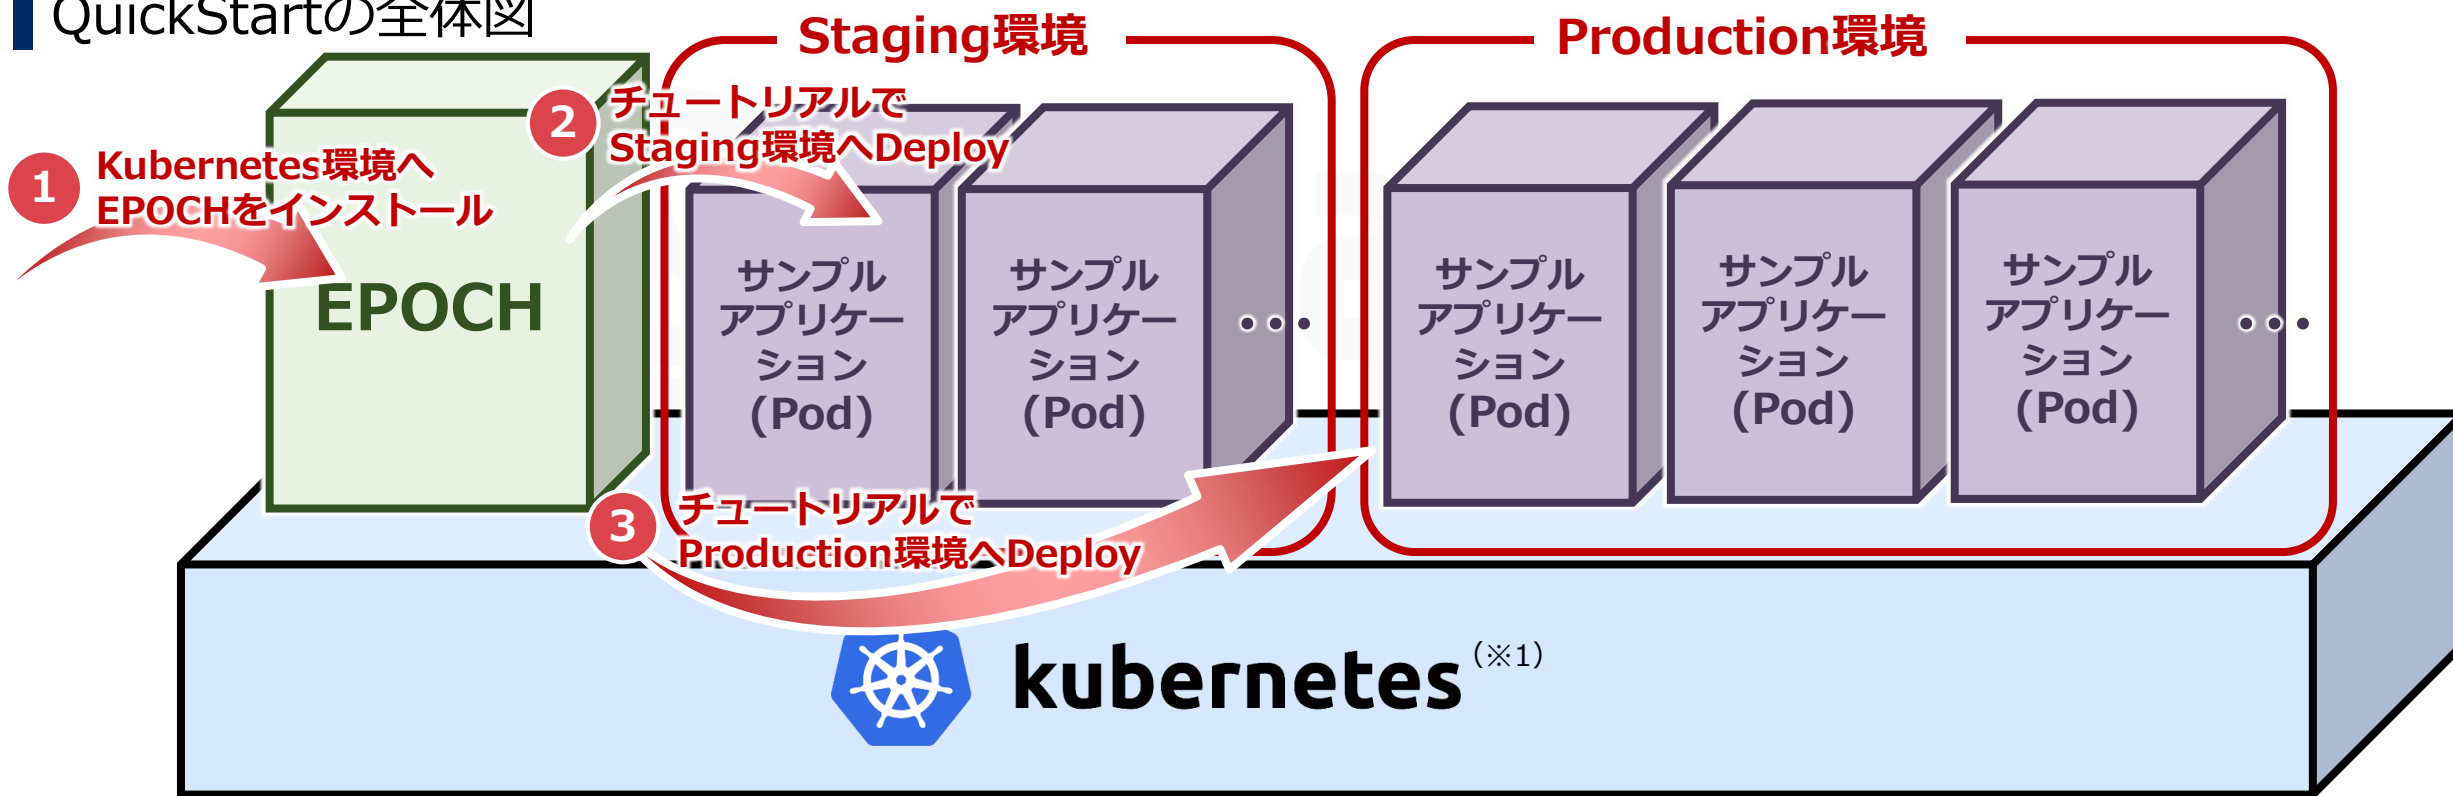 QuickStartの全体図
Staging環境
Production環境
1
Kubernetes環境へ
EPOCHをインストール
2
チュートリアルで
Staging環境へDeploy
EPOCH
サンプル
アプリケー
ション
(Pod)
サンプル
アプリケー
ション
(Pod)
・・・
サンプル
アプリケー
ション
(Pod)
サンプル
アプリケー
ション
(Pod)
サンプル
アプリケー
ション
(Pod)
・・・
3
チュートリアルで
Production環境へDeploy
kubernetes（※1）